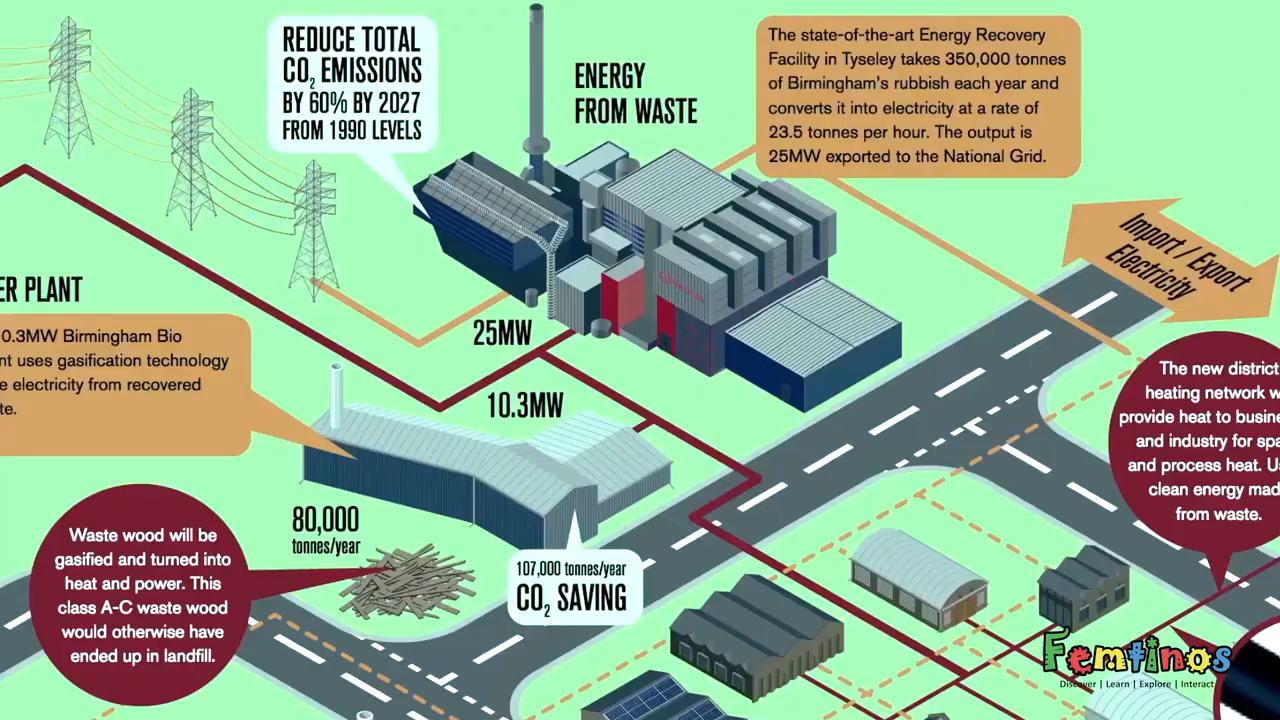 REDUCE TOTAL
CO₂ EMISSIONS
BY 60% BY 2027
FROM 1990 LEVELS
ENERGY
FROM WASTE
The state-of-the-art Energy Recovery
Facility in Tyseley takes 350,000 tonnes
of Birmingham's rubbish each year and
converts it into electricity at a rate of
23.5 tonnes per hour. The output is
25MW exported to the National Grid.
Import / Export
Electricity
ER PLANT
0.3MW Birmingham Bio
nt uses gasification technology
e electricity from recovered
te.
25MW
10.3MW
The new district
heating network w
provide heat to busine
and industry for spa
and process heat. U
clean energy mad
from waste.
80,000
tonnes/year
Waste wood will be
gasified and turned into
heat and power. This
class A-C waste wood
would otherwise have
ended up in landfill.
107,000 tonnes/year
CO₂ SAVING
Femtinos
Discover | Learn | Explore | Interact